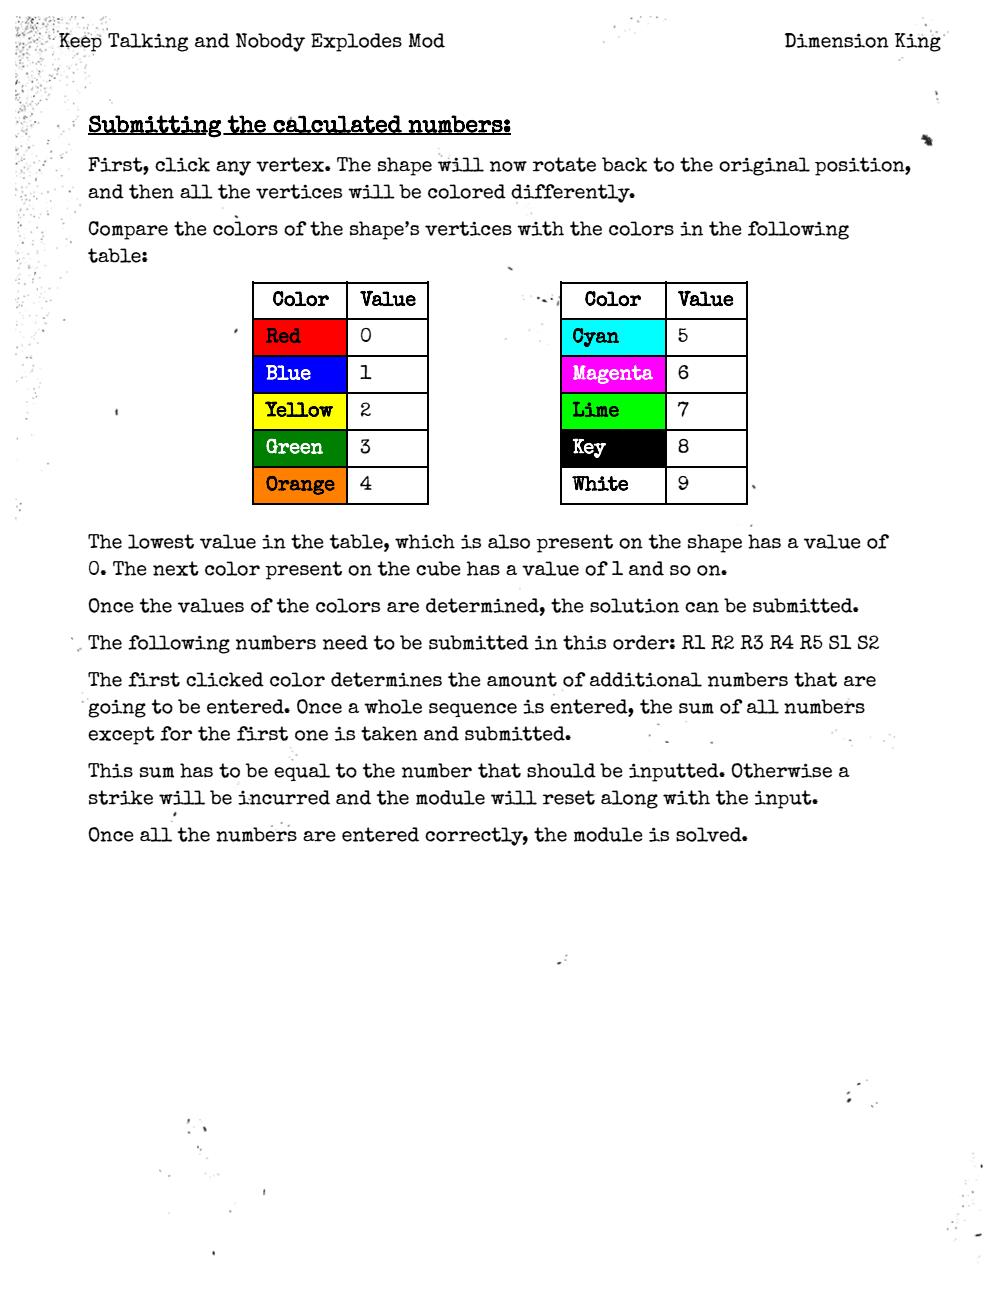 Keep Talking and Nobody Explodes Mod Dimension King
Submitting the calculated numbers:
First, click any vertex. The shape will now rotate back to the original position,
and then all the vertices will be colored differently.
Compare the colors of the shape's vertices with the colors in the following
table:
Color Value
Red 0
Blue 1
Yellow 2
Green 3
Orange 4
Color Value
Cyan 5
Magenta 6
Lime 7
Key 8
White 9
The lowest value in the table, which is also present on the shape has a value of
0. The next color present on the cube has a value of 1 and so on.
Once the values of the colors are determined, the solution can be submitted.
The following numbers need to be submitted in this order: R1 R2 R3 R4 R5 S1 S2
The first clicked color determines the amount of additional numbers that are
going to be entered. Once a whole sequence is entered, the sum of all numbers
except for the first one is taken and submitted.
This sum has to be equal to the number that should be inputted. Otherwise a
strike will be incurred and the module will reset along with the input.
Once all the numbers are entered correctly, the module is solved.